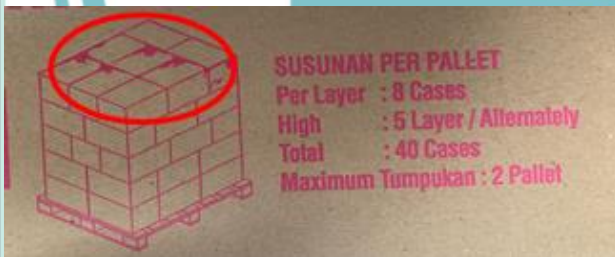 SUSUNAN PER PALLET
Per Layer : 8 Cases
High : 5 Layer / Alternately
Total : 40 Cases
Maximum Tumpukan : 2 Pallet